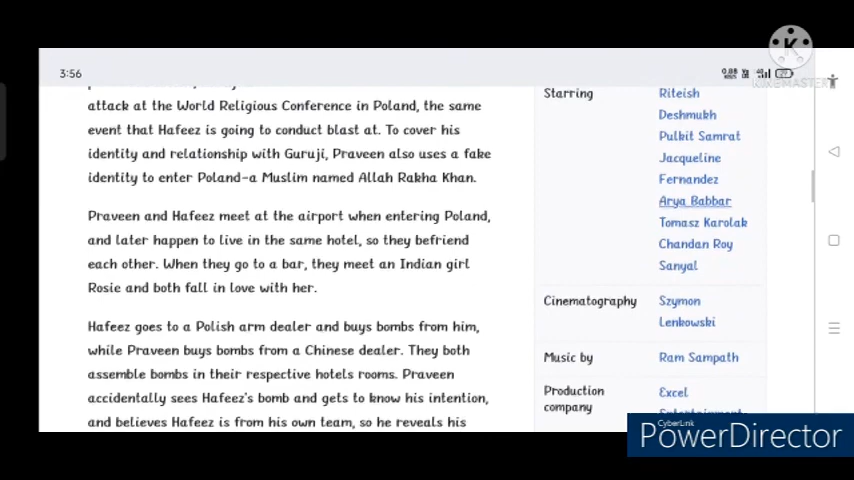 3:56
KINEMASTER
attack at the World Religious Conference in Poland, the same
event that Hafeez is going to conduct blast at. To cover his
identity and relationship with Guruji, Praveen also uses a fake
identity to enter Poland–a Muslim named Allah Rakha Khan.
Praveen and Hafeez meet at the airport when entering Poland,
and later happen to live in the same hotel, so they befriend
each other. When they go to a bar, they meet an Indian girl
Rosie and both fall in love with her.
Hafeez goes to a Polish arm dealer and buys bombs from him,
while Praveen buys bombs from a Chinese dealer. They both
assemble bombs in their respective hotels rooms. Praveen
accidentally sees Hafeez's bomb and gets to know his intention,
and believes Hafeez is from his own team, so he reveals his
Starring
Riteish
Deshmukh
Pulkit Samrat
Jacqueline
Fernandez
Arya Babbar
Tomasz Karolak
Chandan Roy
Sanyal
Cinematography
Szymon
Lenkowski
Music by
Ram Sampath
Production
company
Excel
Entertainment
CyberLink
PowerDirector